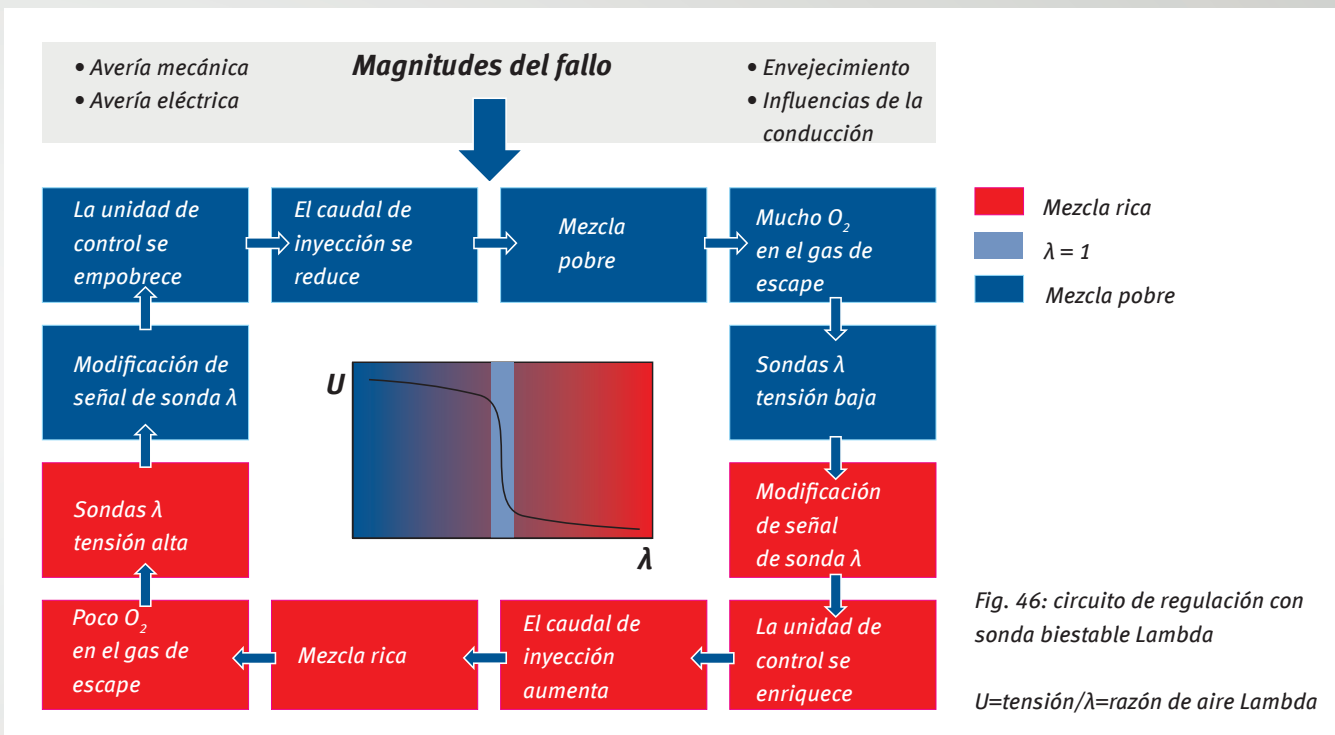 • Avería mecánica
• Avería eléctrica
Magnitudes del fallo
• Envejecimiento
• Influencias de la
conducción
La unidad de
control se
empobrece
El caudal de
inyección se
reduce
Mezcla
pobre
Mucho O₂
en el gas de
escape
Mezcla rica
λ = 1
Mezcla pobre
Modificación de
señal de sonda λ
U
λ
Sondas λ
tensión baja
Sondas λ
tensión alta
Modificación
de señal
de sonda λ
Poco O₂
en el gas de
escape
Mezcla rica
El caudal de
inyección
aumenta
La unidad de
control se
enriquece
Fig. 46: circuito de regulación con
sonda biestable Lambda
U=tensión/λ=razón de aire Lambda